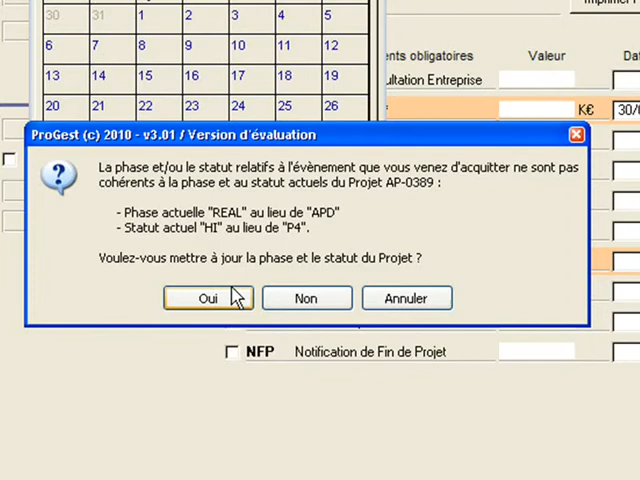 Imprimer
30 31 1 2 3 4 5
6 7 8 9 10 11 12
13 14 15 16 17 18 19
20 21 22 23 24 25 26
ents obligatoires Valeur Dat
ultation Entreprise
K€ 30/0
ProGest (c) 2010 - v3.01 / Version d'évaluation
La phase et/ou le statut relatifs à l'évènement que vous venez d'acquitter ne sont pas
cohérents à la phase et au statut actuels du Projet AP-0389 :
- Phase actuelle "REAL" au lieu de "APD"
- Statut actuel "HI" au lieu de "P4".
Voulez-vous mettre à jour la phase et le statut du Projet ?
Oui Non Annuler
NFP Notification de Fin de Projet